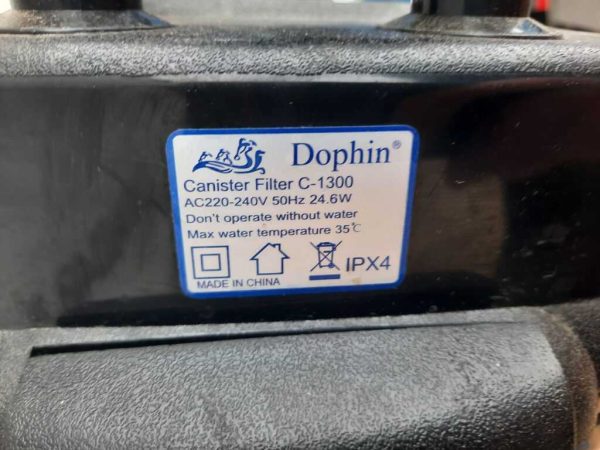 Dophin®
Canister Filter C-1300
AC220-240V 50Hz 24.6W
Don't operate without water
Max water temperature 35℃
IPX4
MADE IN CHINA